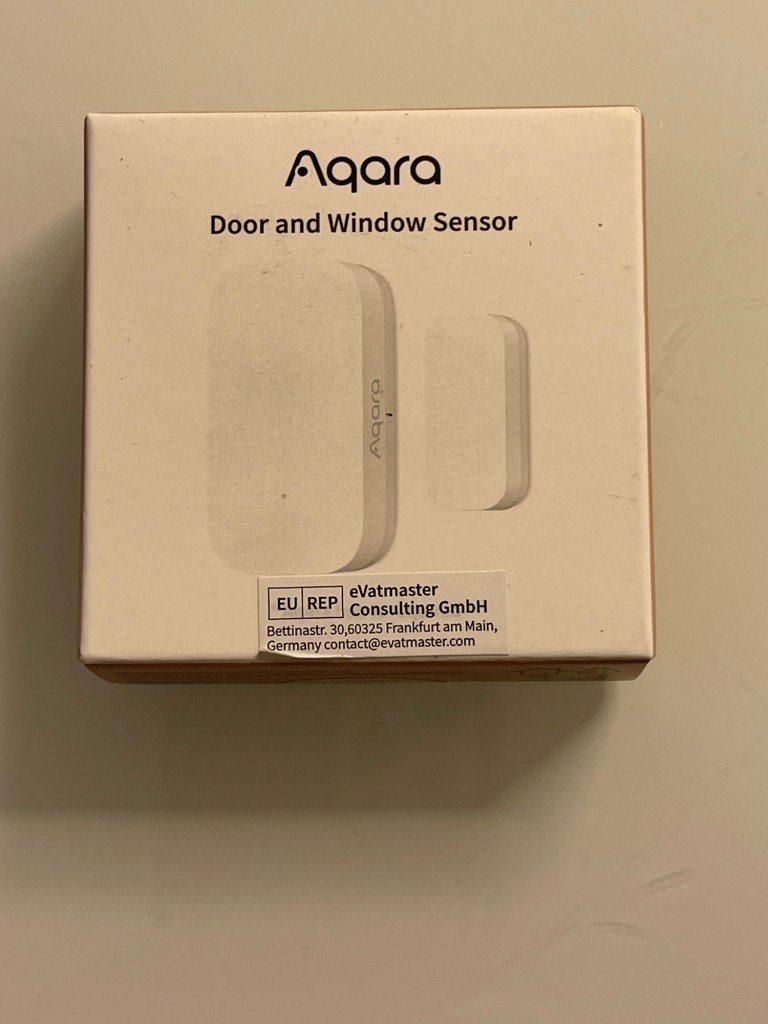 Aqara
Door and Window Sensor
Aqara
EU REP
eVatmaster
Consulting GmbH
Bettinastr. 30,60325 Frankfurt am Main,
Germany contact@evatmaster.com